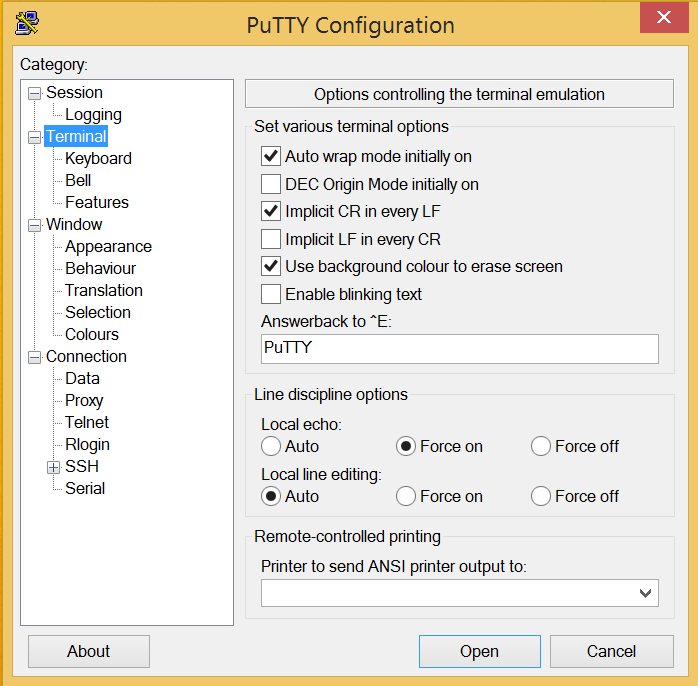 PuTTY Configuration
Category:
Session
Logging
Terminal
Keyboard
Bell
Features
Window
Appearance
Behaviour
Translation
Selection
Colours
Connection
Data
Proxy
Telnet
Rlogin
SSH
Serial
Options controlling the terminal emulation
Set various terminal options
Auto wrap mode initially on
DEC Origin Mode initially on
Implicit CR in every LF
Implicit LF in every CR
Use background colour to erase screen
Enable blinking text
Answerback to ^E:
PuTTY
Line discipline options
Local echo:
Auto Force on Force off
Local line editing:
Auto Force on Force off
Remote-controlled printing
Printer to send ANSI printer output to:
About Open Cancel